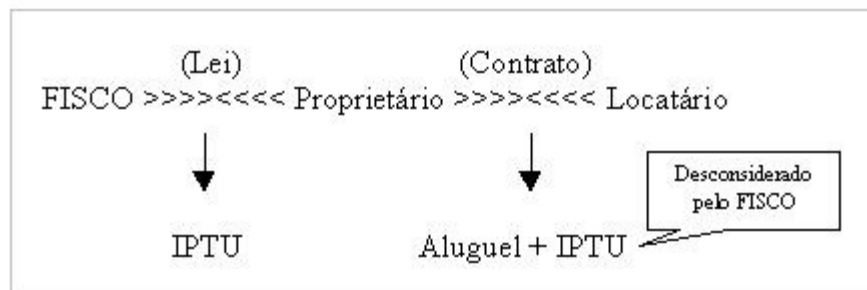 (Lei) (Contrato)
FISCO >>>><<<< Proprietário >>>><<<< Locatário
Desconsiderado
pelo FISCO
IPTU Aluguel + IPTU